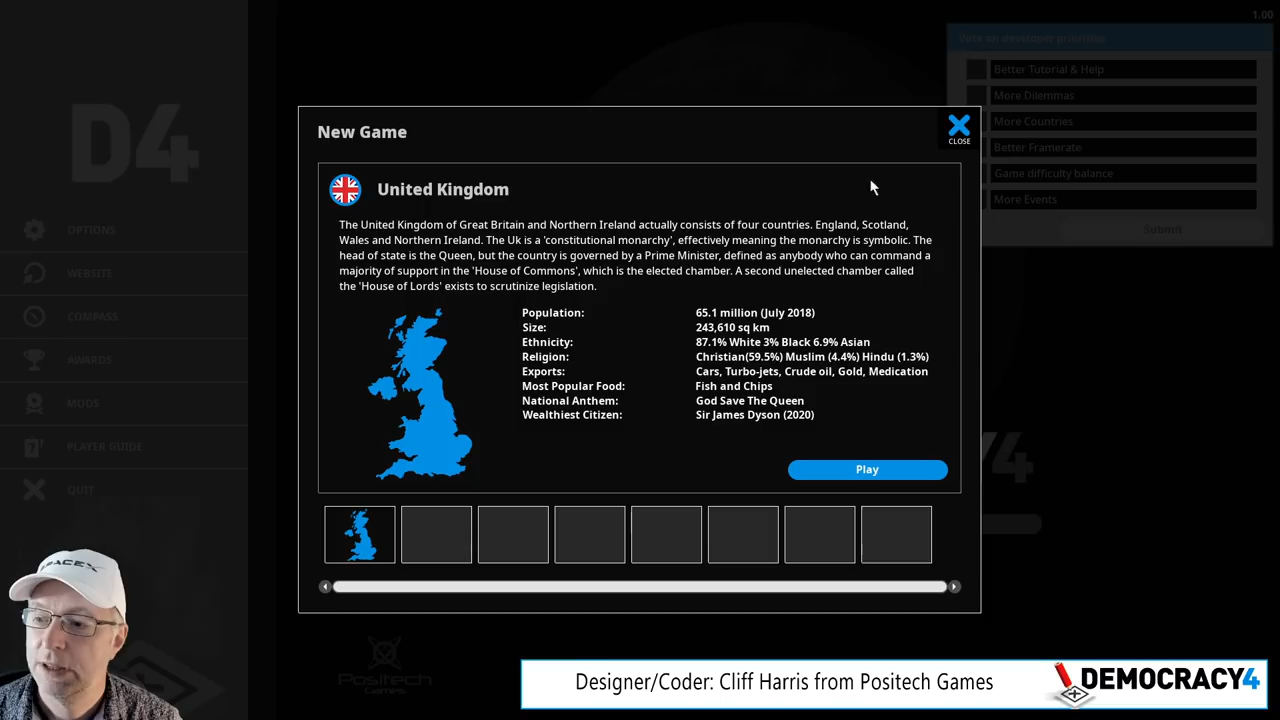 1.00
D4
Vote on developer priorities
Better Tutorial & Help
More Dilemmas
More Countries
Better Framerate
Game difficulty balance
More Events
Submit
OPTIONS
WEBSITE
COMPASS
AWARDS
MODS
PLAYER GUIDE
QUIT
New Game
CLOSE
United Kingdom
The United Kingdom of Great Britain and Northern Ireland actually consists of four countries. England, Scotland,
Wales and Northern Ireland. The Uk is a 'constitutional monarchy', effectively meaning the monarchy is symbolic. The
head of state is the Queen, but the country is governed by a Prime Minister, defined as anybody who can command a
majority of support in the 'House of Commons', which is the elected chamber. A second unelected chamber called
the 'House of Lords' exists to scrutinize legislation.
Population: 65.1 million (July 2018)
Size: 243,610 sq km
Ethnicity: 87.1% White 3% Black 6.9% Asian
Religion: Christian(59.5%) Muslim (4.4%) Hindu (1.3%)
Exports: Cars, Turbo-jets, Crude oil, Gold, Medication
Most Popular Food: Fish and Chips
National Anthem: God Save The Queen
Wealthiest Citizen: Sir James Dyson (2020)
Play
SPACEX
Positech
Games
Designer/Coder: Cliff Harris from Positech Games
DEMOCRACY4